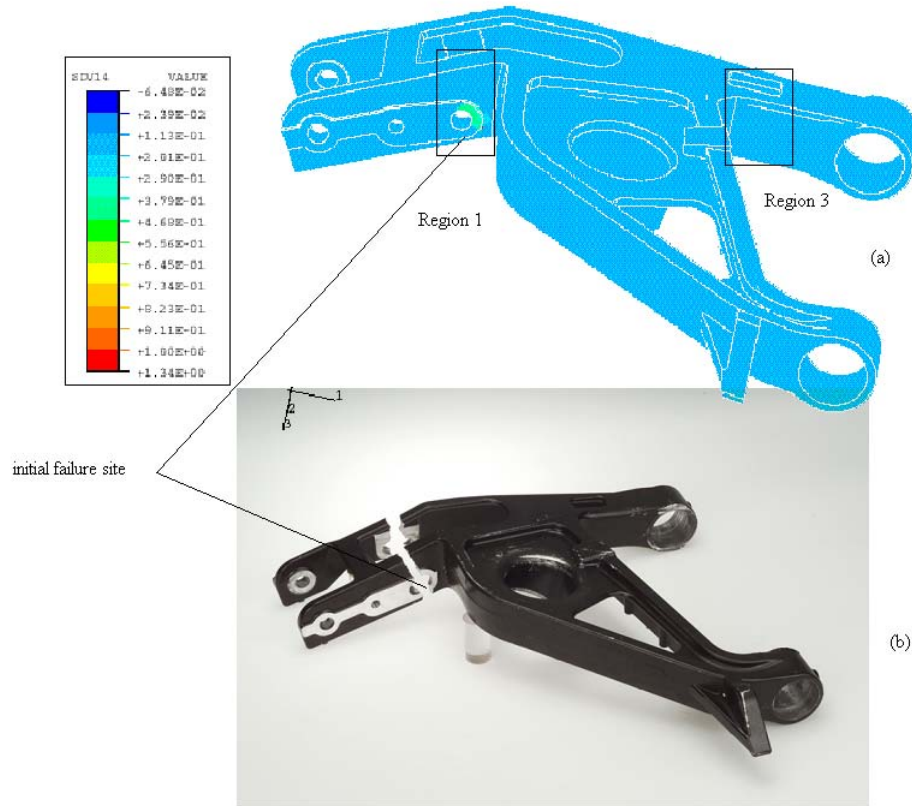 SDV14 VALUE
-6.48E-02
+2.39E-02
+1.13E-01
+2.01E-01
+2.90E-01
+3.79E-01
+4.68E-01
+5.56E-01
+6.45E-01
+7.34E-01
+8.23E-01
+9.11E-01
+1.00E+00
+1.34E+00
Region 1
Region 3
(a)
1
2
3
initial failure site
(b)